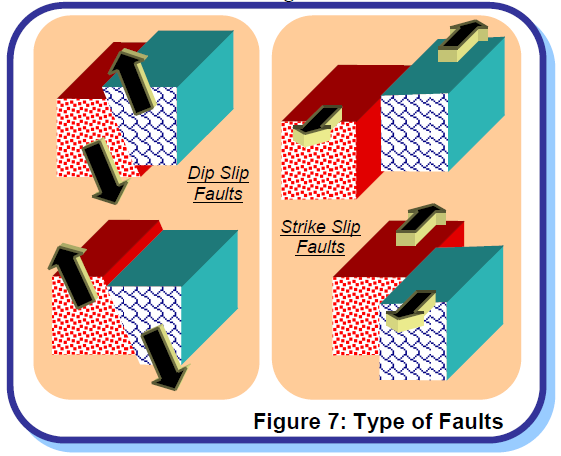 Dip Slip
Faults
Strike Slip
Faults
Figure 7: Type of Faults